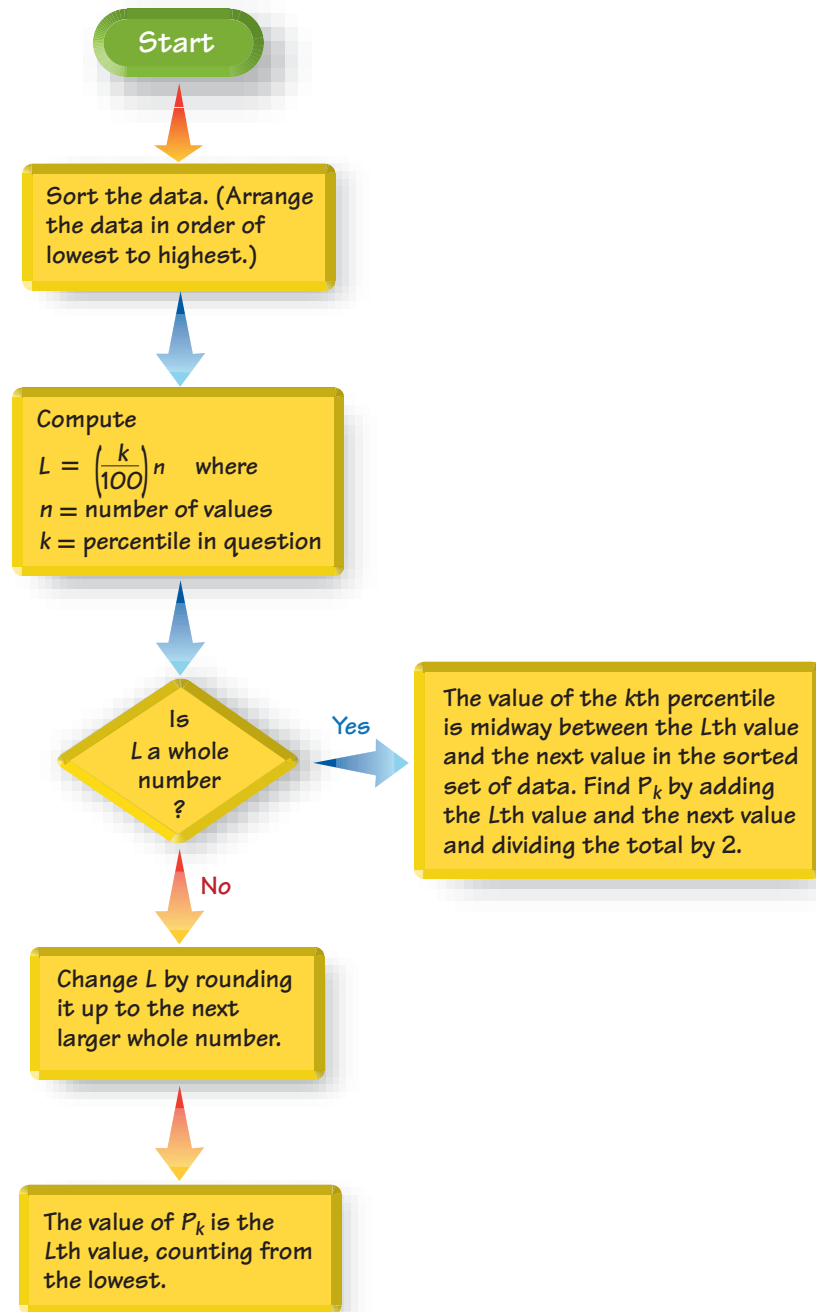 Start
Sort the data. (Arrange
the data in order of
lowest to highest.)
Compute
L = (k/100) n where
n = number of values
k = percentile in question
Is
L a whole
number
?
Yes
The value of the kth percentile
is midway between the Lth value
and the next value in the sorted
set of data. Find Pk by adding
the Lth value and the next value
and dividing the total by 2.
No
Change L by rounding
it up to the next
larger whole number.
The value of Pk is the
Lth value, counting from
the lowest.